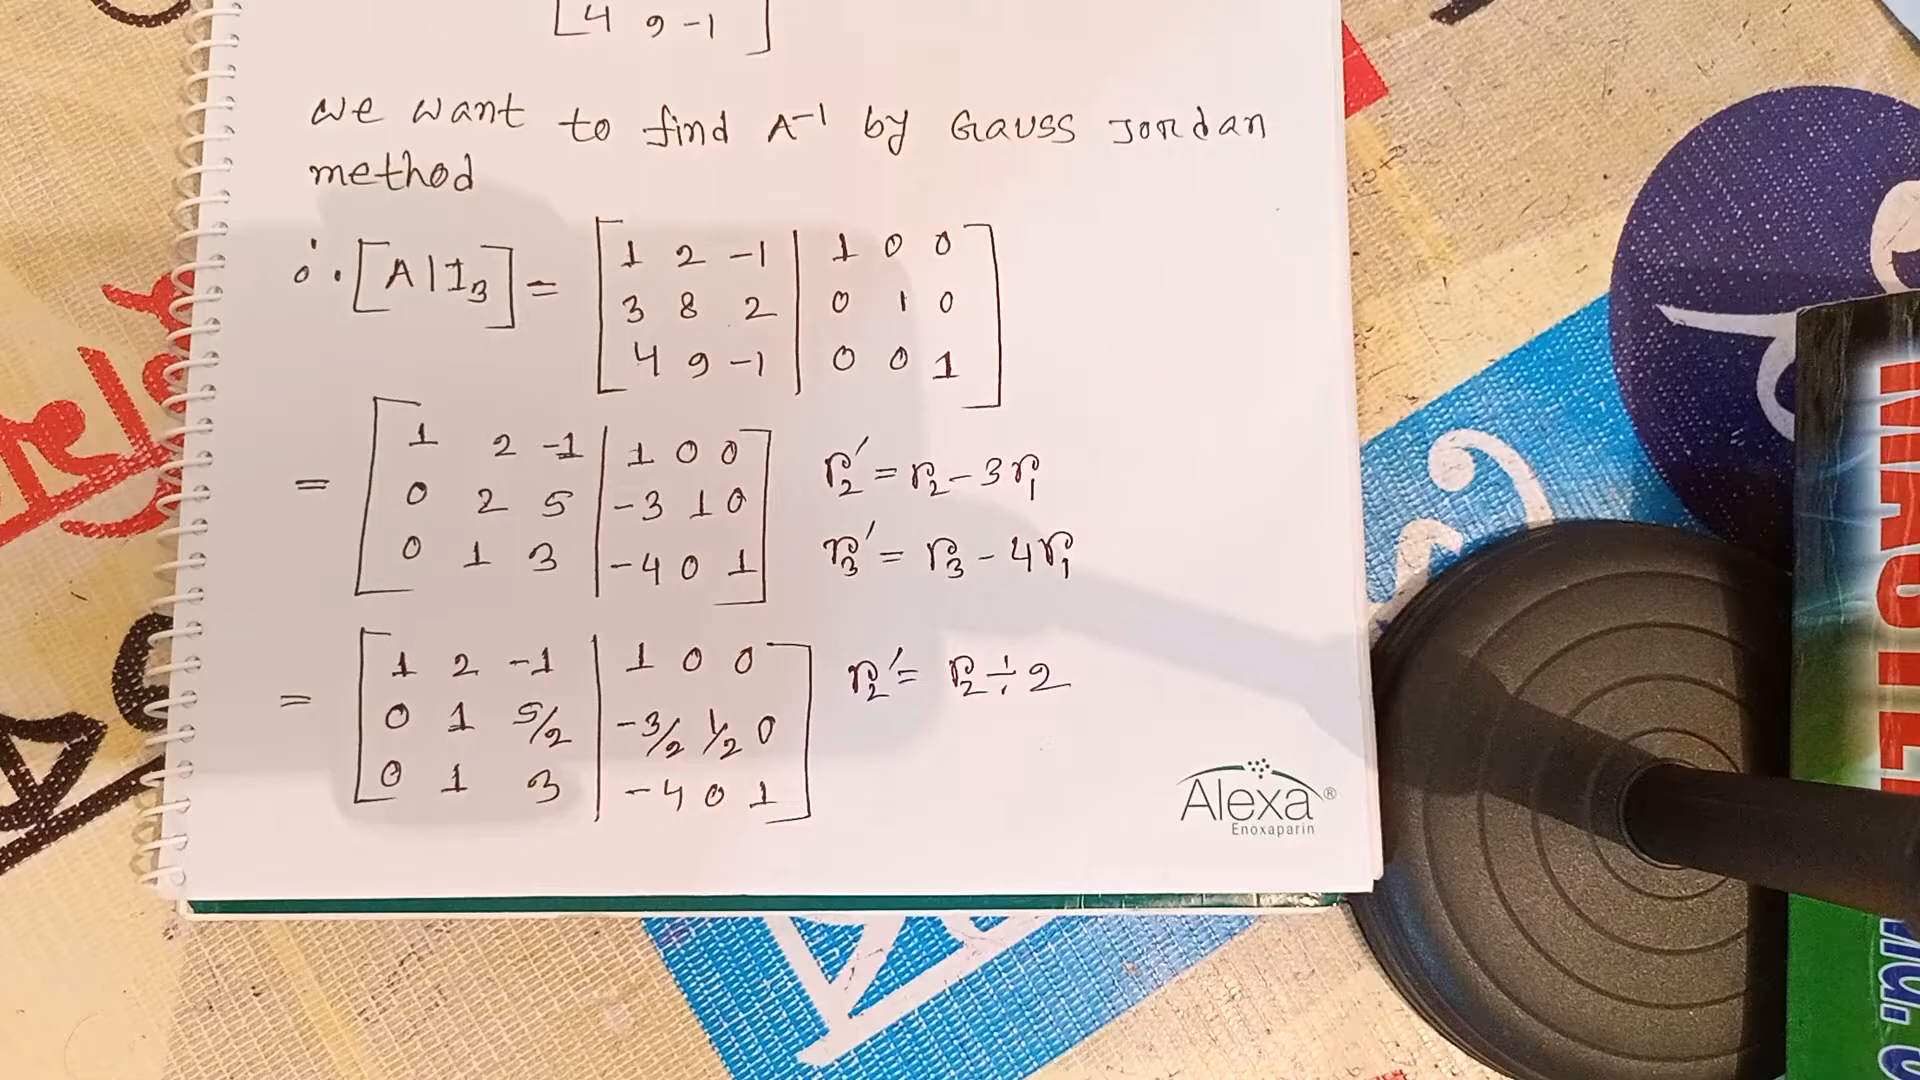 [4 9 -1]
we want to find A⁻¹ by Gauss Jordan
method
∴ [A|I₃] = [1 2 -1 | 1 0 0
3 8 2 | 0 1 0
4 9 -1 | 0 0 1]
= [1 2 -1 | 1 0 0
0 2 5 | -3 1 0
0 1 3 | -4 0 1]
r₂′ = r₂ - 3r₁
r₃′ = r₃ - 4r₁
= [1 2 -1 | 1 0 0
0 1 5/2 | -3/2 1/2 0
0 1 3 | -4 0 1]
r₂′ = r₂ ÷ 2
Alexa®
Enoxaparin